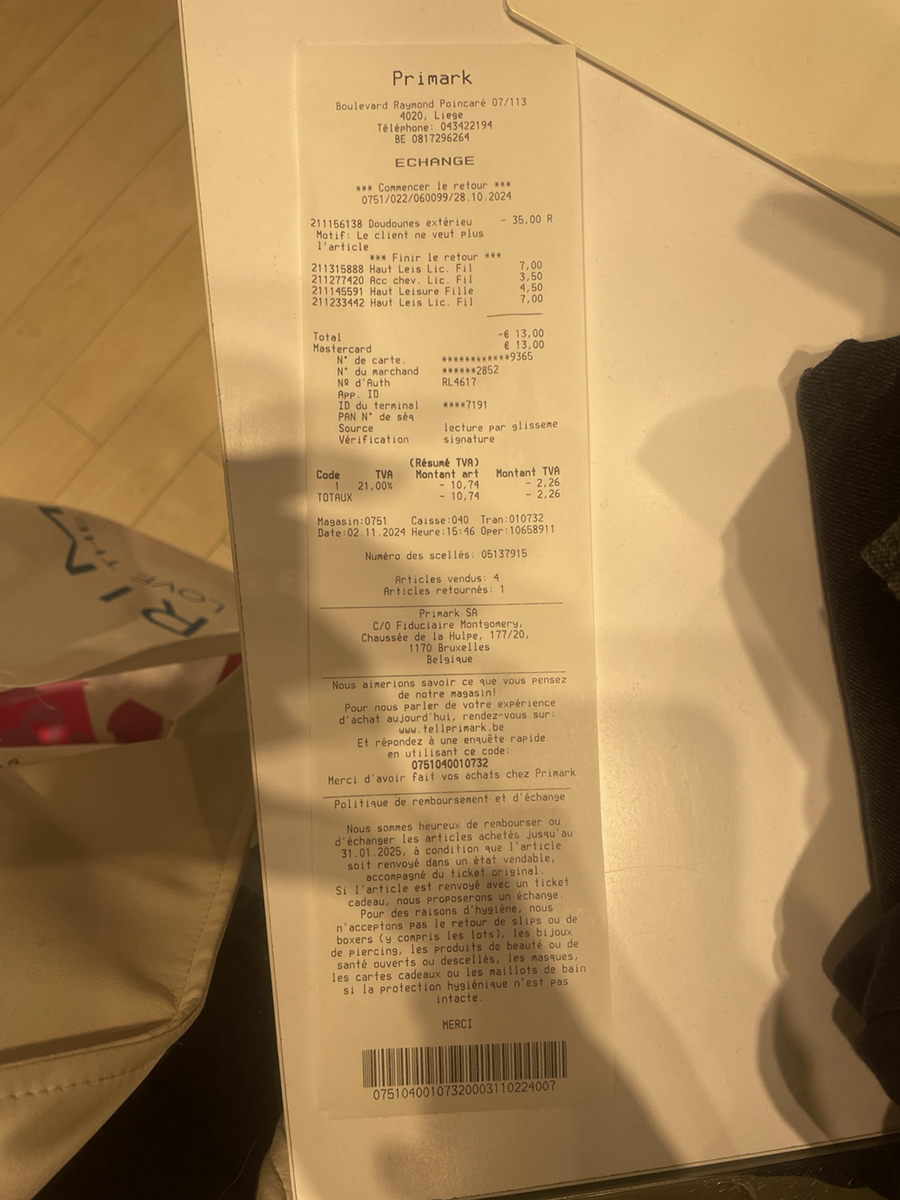 Primark
Boulevard Raymond Poincaré 07/113
4020, Liege
Téléphone: 043422194
BE 0817296264
ECHANGE
*** Commencer le retour ***
0751/022/060099/28.10.2024
211156138 Doudounes extérieu - 35,00 R
Motif: Le client ne veut plus
l'article
*** Finir le retour ***
211315888 Haut Leis Lic. Fil 7,00
211277420 Acc chev. Lic. Fil 3,50
211145591 Haut Leisure Fille 4,50
211233442 Haut Leis Lic. Fil 7,00
Total -€ 13,00
Mastercard € 13,00
N° de carte. ************9365
N° du marchand ******2852
Nº d'Auth RL4617
App. ID
ID du terminal ****7191
PAN N° de séq
Source lecture par glisseme
Vérification signature
(Résumé TVA)
Code TVA Montant art Montant TVA
1 21,00% - 10,74 - 2,26
TOTAUX - 10,74 - 2,26
Magasin:0751 Caisse:040 Tran:010732
Date:02.11.2024 Heure:15:46 Oper:10658911
Numéro des scellés: 05137915
Articles vendus: 4
Articles retournés: 1
Primark SA
C/O Fiduciaire Montgomery,
Chaussée de la Hulpe, 177/20,
1170 Bruxelles
Belgique
Nous aimerions savoir ce que vous pensez
de notre magasin!
Pour nous parler de votre expérience
d'achat aujourd'hui, rendez-vous sur:
www.tellprimark.be
Et répondez à une enquête rapide
en utilisant ce code:
0751040010732
Merci d'avoir fait vos achats chez Primark
Politique de remboursement et d'échange
Nous sommes heureux de rembourser ou
d'échanger les articles achetés jusqu'au
31.01.2025, à condition que l'article
soit renvoyé dans un état vendable,
accompagné du ticket original.
Si l'article est renvoyé avec un ticket
cadeau, nous proposerons un échange.
Pour des raisons d'hygiène, nous
n'acceptons pas le retour de slips ou de
boxers (y compris les lots), les bijoux
de piercing, les produits de beauté ou de
santé ouverts ou descellés, les masques,
les cartes cadeaux ou les maillots de bain
si la protection hygiénique n'est pas
intacte.
MERCI
07510400107320003110224007
RIM
LOVE THE